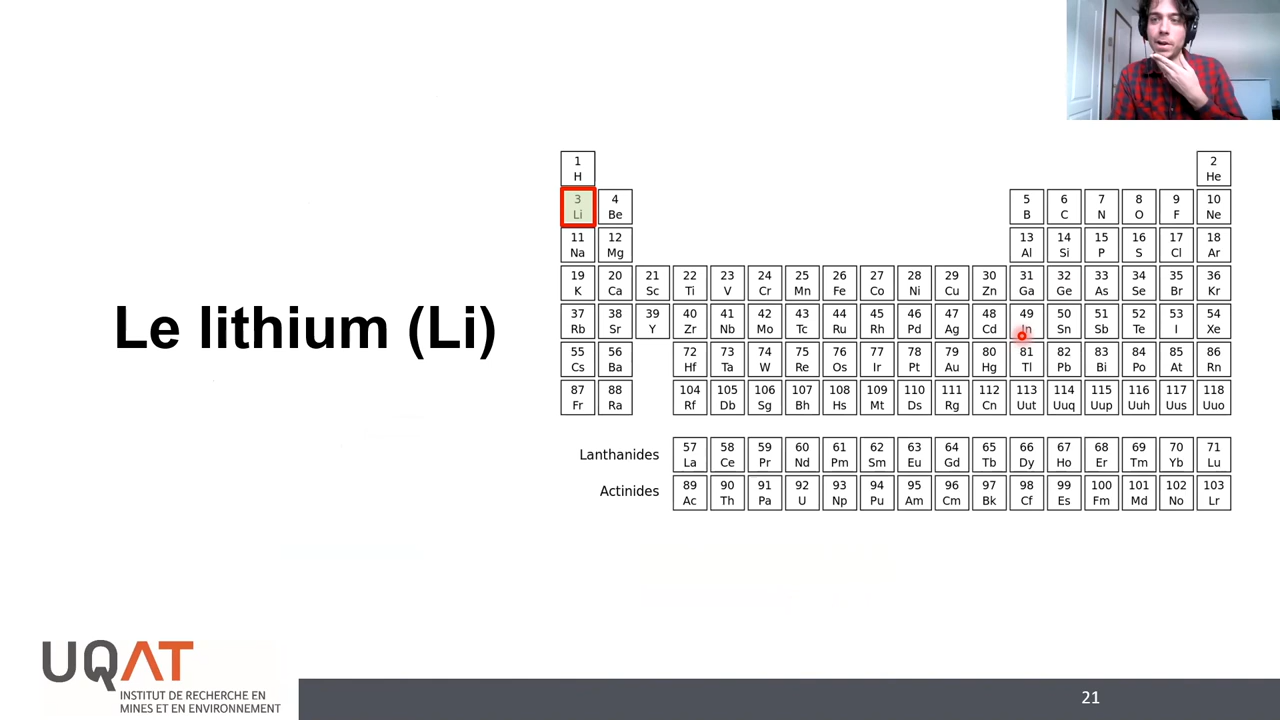 1 2
H He
3 4 5 6 7 8 9 10
Li Be B C N O F Ne
11 12 13 14 15 16 17 18
Na Mg Al Si P S Cl Ar
19 20 21 22 23 24 25 26 27 28 29 30 31 32 33 34 35 36
K Ca Sc Ti V Cr Mn Fe Co Ni Cu Zn Ga Ge As Se Br Kr
Le lithium (Li)
37 38 39 40 41 42 43 44 45 46 47 48 49 50 51 52 53 54
Rb Sr Y Zr Nb Mo Tc Ru Rh Pd Ag Cd In Sn Sb Te I Xe
55 56 72 73 74 75 76 77 78 79 80 81 82 83 84 85 86
Cs Ba Hf Ta W Re Os Ir Pt Au Hg Tl Pb Bi Po At Rn
87 88 104 105 106 107 108 109 110 111 112 113 114 115 116 117 118
Fr Ra Rf Db Sg Bh Hs Mt Ds Rg Cn Uut Uuq Uup Uuh Uus Uuo
Lanthanides
57 58 59 60 61 62 63 64 65 66 67 68 69 70 71
La Ce Pr Nd Pm Sm Eu Gd Tb Dy Ho Er Tm Yb Lu
Actinides
89 90 91 92 93 94 95 96 97 98 99 100 101 102 103
Ac Th Pa U Np Pu Am Cm Bk Cf Es Fm Md No Lr
UQAT
INSTITUT DE RECHERCHE EN
MINES ET EN ENVIRONNEMENT
21